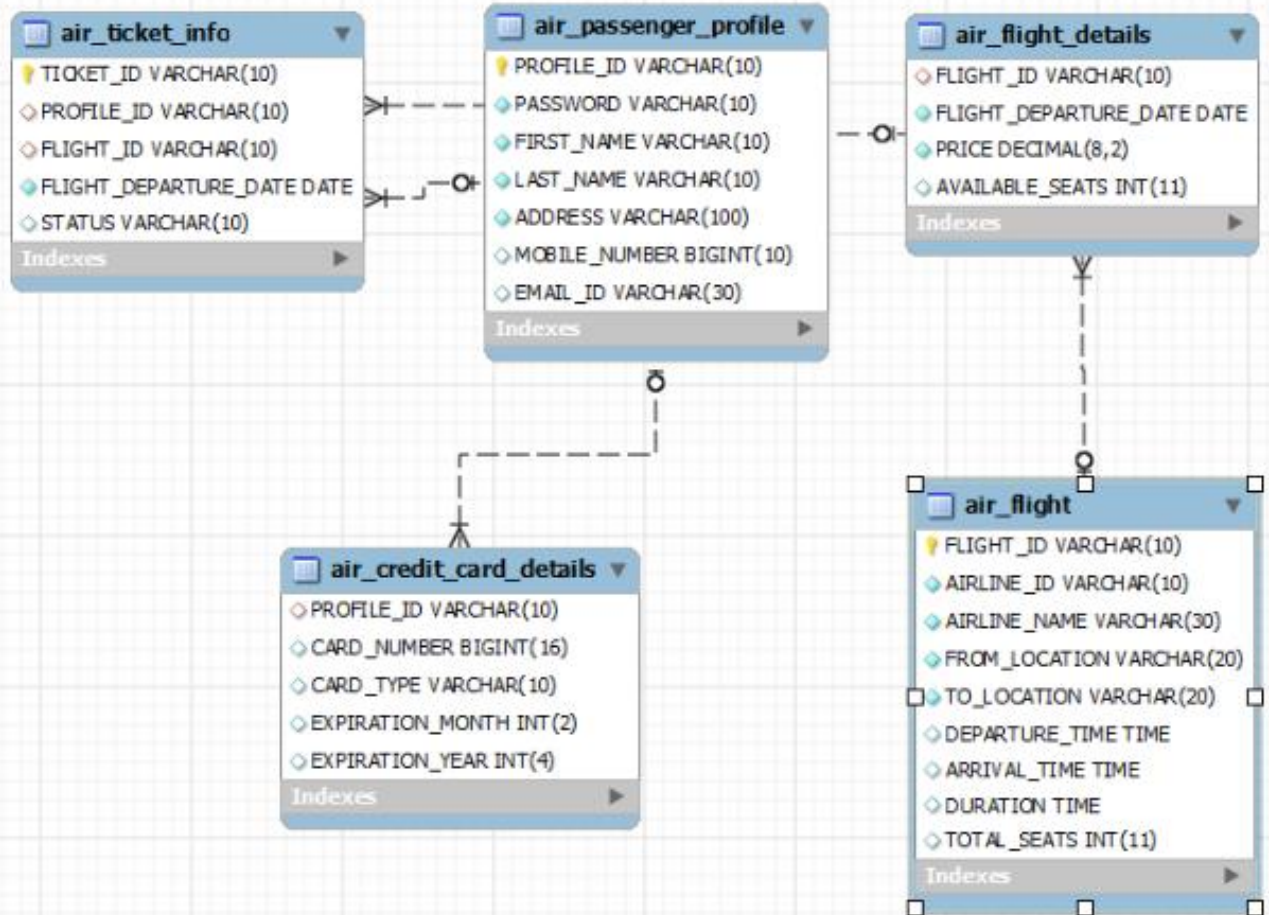 air_ticket_info
TICKET_ID VARCHAR(10)
PROFILE_ID VARCHAR(10)
FLIGHT_ID VARCHAR(10)
FLIGHT_DEPARTURE_DATE DATE
STATUS VARCHAR(10)
Indexes
air_passenger_profile
PROFILE_ID VARCHAR(10)
PASSWORD VARCHAR(10)
FIRST_NAME VARCHAR(10)
LAST_NAME VARCHAR(10)
ADDRESS VARCHAR(100)
MOBILE_NUMBER BIGINT(10)
EMAIL_ID VARCHAR(30)
Indexes
air_flight_details
FLIGHT_ID VARCHAR(10)
FLIGHT_DEPARTURE_DATE DATE
PRICE DECIMAL(8,2)
AVAILABLE_SEATS INT(11)
Indexes
air_credit_card_details
PROFILE_ID VARCHAR(10)
CARD_NUMBER BIGINT(16)
CARD_TYPE VARCHAR(10)
EXPIRATION_MONTH INT(2)
EXPIRATION_YEAR INT(4)
Indexes
air_flight
FLIGHT_ID VARCHAR(10)
AIRLINE_ID VARCHAR(10)
AIRLINE_NAME VARCHAR(30)
FROM_LOCATION VARCHAR(20)
TO_LOCATION VARCHAR(20)
DEPARTURE_TIME TIME
ARRIVAL_TIME TIME
DURATION TIME
TOTAL_SEATS INT(11)
Indexes